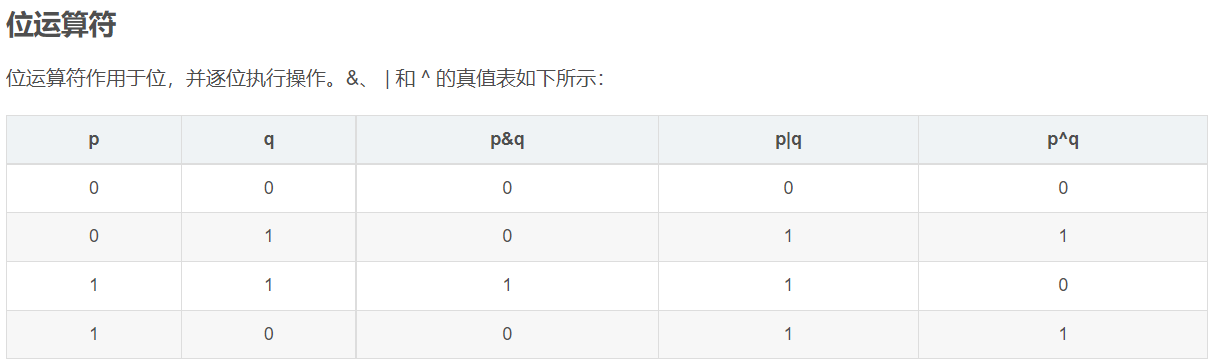 位运算符
位运算符作用于位，并逐位执行操作。&、 | 和 ^ 的真值表如下所示：
p q p&q p|q p^q
0 0 0 0 0
0 1 0 1 1
1 1 1 1 0
1 0 0 1 1